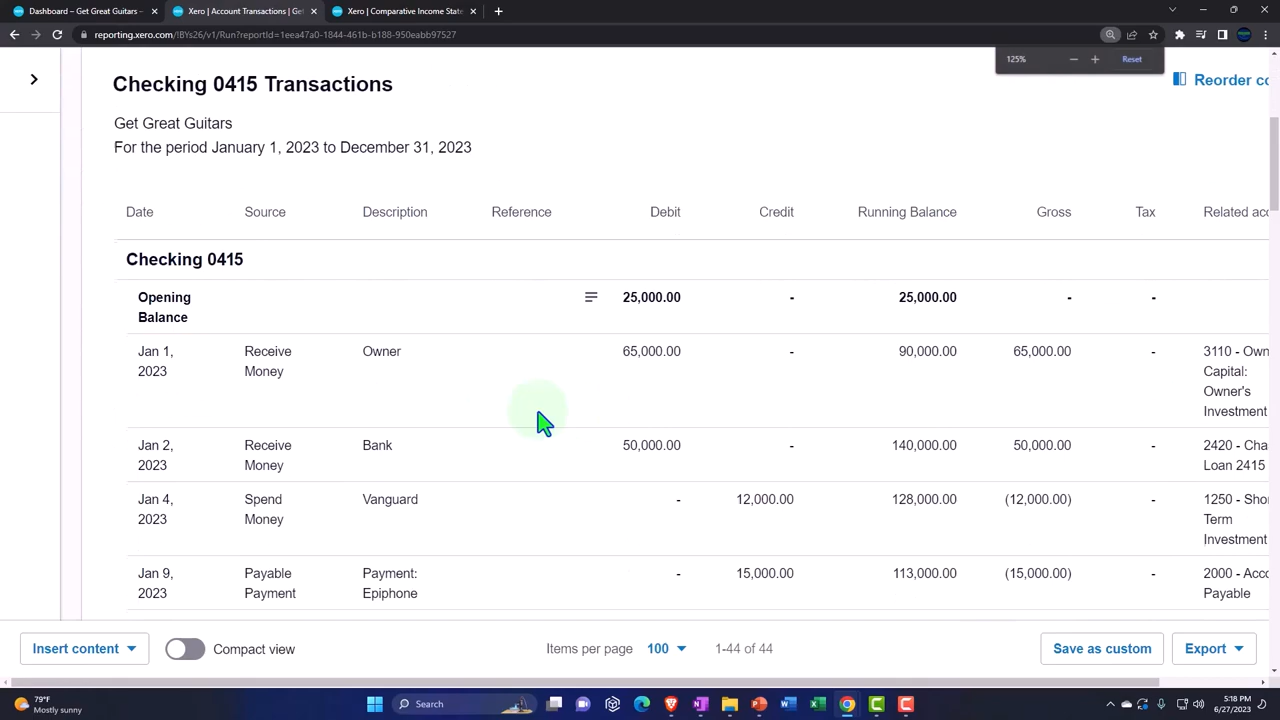 Dashboard – Get Great Guitars –
Xero | Account Transactions | Get
Xero | Comparative Income State
reporting.xero.com/!BYs26/v1/Run?reportId=1eea47a0-1844-461b-b188-950eabb97527
125%
Reset
Checking 0415 Transactions
Reorder co
Get Great Guitars
For the period January 1, 2023 to December 31, 2023
Date Source Description Reference Debit Credit Running Balance Gross Tax Related acc
Checking 0415
Opening 25,000.00 - 25,000.00 - -
Balance
Jan 1, Receive Owner 65,000.00 - 90,000.00 65,000.00 - 3110 - Own
2023 Money Capital:
Owner's
Investment
Jan 2, Receive Bank 50,000.00 - 140,000.00 50,000.00 - 2420 - Cha
2023 Money Loan 2415
Jan 4, Spend Vanguard - 12,000.00 128,000.00 (12,000.00) - 1250 - Shor
2023 Money Term
Investment
Jan 9, Payable Payment: - 15,000.00 113,000.00 (15,000.00) - 2000 - Acco
2023 Payment Epiphone Payable
Insert content Compact view Items per page 100 1-44 of 44 Save as custom Export
79°F
Mostly sunny
Search
5:18 PM
6/27/2023